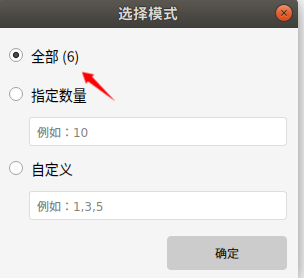 选择模式
全部 (6)
指定数量
例如：10
自定义
例如：1,3,5
确定